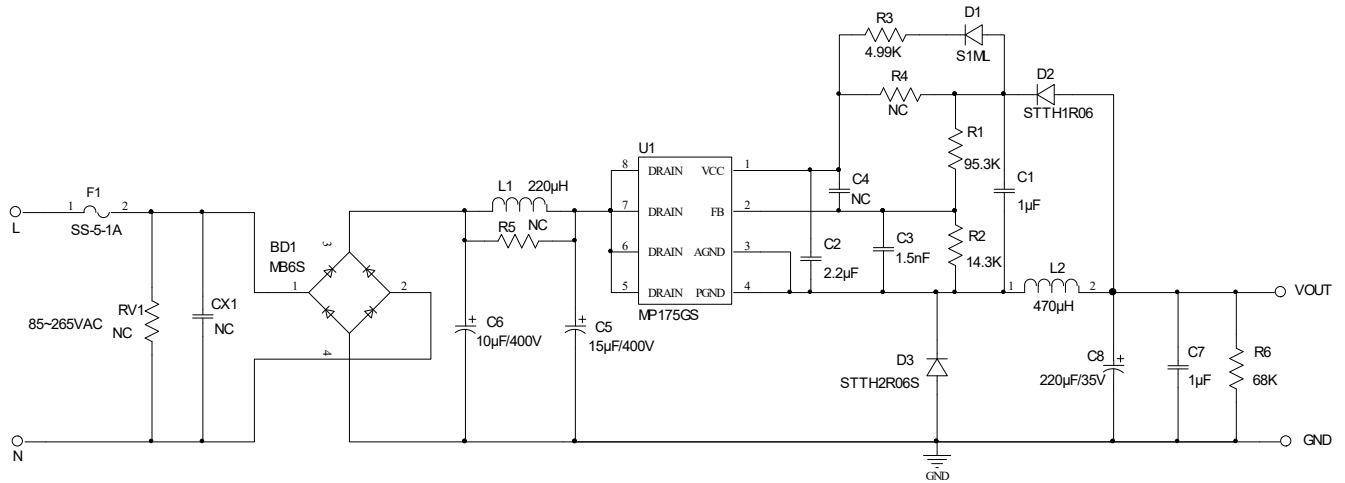 R3
4.99K
D1
S1ML
R4
NC
D2
STTH1R06
R1
95.3K
C1
1µF
U1
8 DRAIN VCC 1
7 DRAIN FB 2
6 DRAIN AGND 3
5 DRAIN PGND 4
MP175GS
C4
NC
C2
2.2µF
C3
1.5nF
R2
14.3K
L1 220µH
R5
NC
F1
1 2
L
SS-5-1A
BD1
MB6S
3
1
2
4
RV1
NC
CX1
NC
85~265VAC
C6
10µF/400V
C5
15µF/400V
L2
1 2
470µH
VOUT
D3
STTH2R06S
C8
220µF/35V
C7
1µF
R6
68K
N
GND
GND